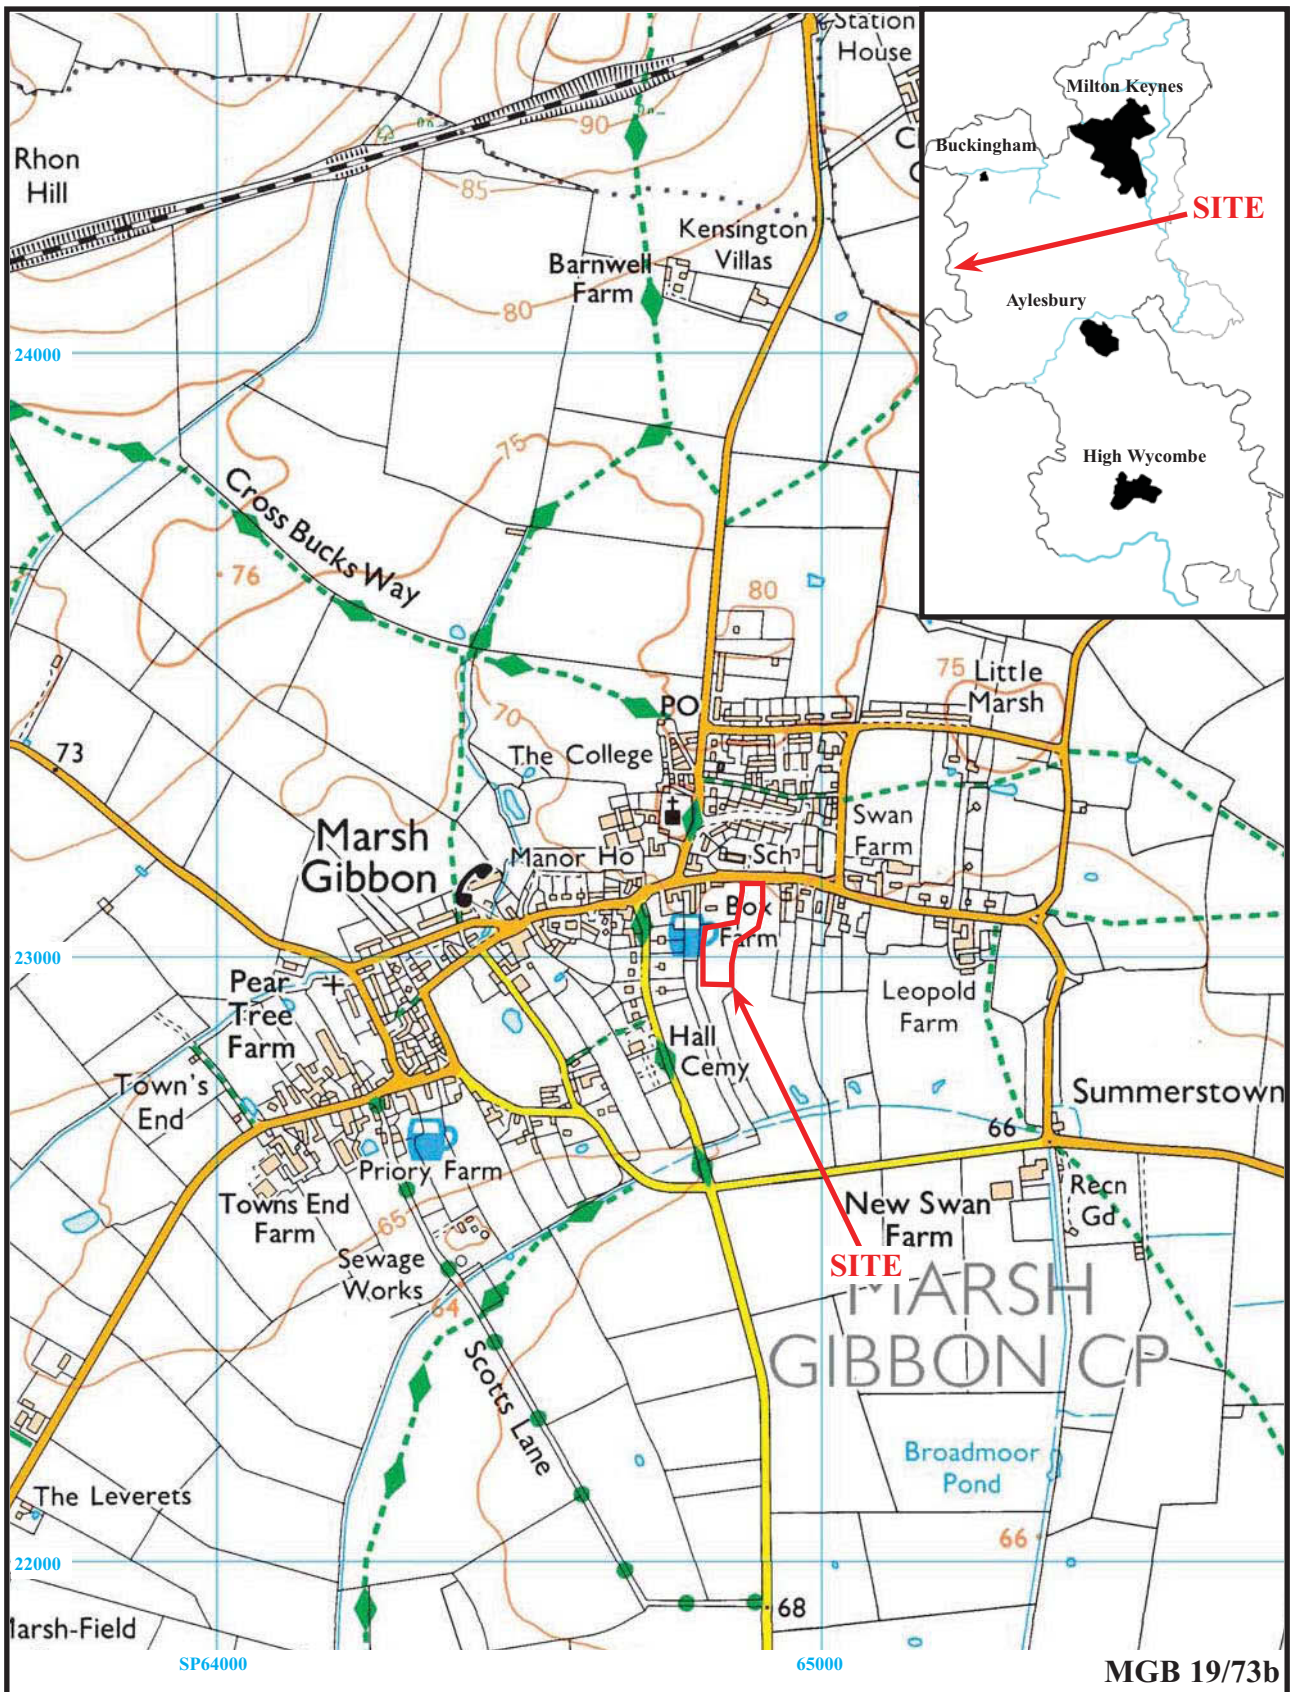 Station
House
Milton Keynes
Buckingham
SITE
Aylesbury
High Wycombe
Rhon
Hill
90
85
Kensington
Villas
Barnwell
Farm
80
24000
75
Cross Bucks Way
76
80
75
Little
Marsh
PO
70
The College
73
Swan
Farm
Marsh
Gibbon
Manor Ho
Sch
Box
Farm
23000
Pear
Tree
Farm
Leopold
Farm
Hall
Cemy
Town's
End
Summerstown
66
Priory Farm
Towns End
Farm
65
New Swan
Farm
Recn
Gd
Sewage
Works
SITE
64
MARSH
GIBBON CP
Scotts Lane
Broadmoor
Pond
The Leverets
66
22000
68
Marsh-Field
SP64000
65000
MGB 19/73b